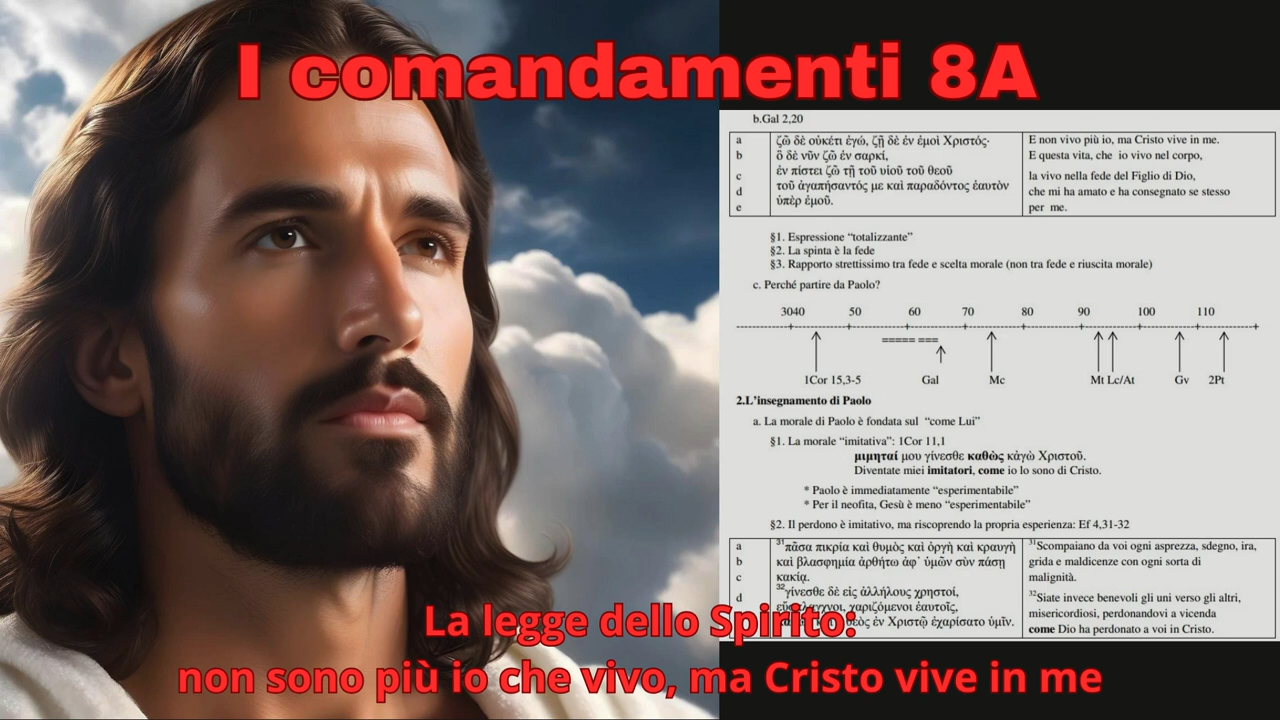 I comandamenti 8A
b.Gal 2,20
a ζῶ δὲ οὐκέτι ἐγώ, ζῇ δὲ ἐν ἐμοὶ Χριστός· E non vivo più io, ma Cristo vive in me.
b ὃ δὲ νῦν ζῶ ἐν σαρκί, E questa vita, che io vivo nel corpo,
c ἐν πίστει ζῶ τῇ τοῦ υἱοῦ τοῦ θεοῦ la vivo nella fede del Figlio di Dio,
d τοῦ ἀγαπήσαντός με καὶ παραδόντος ἑαυτὸν che mi ha amato e ha consegnato se stesso
e ὑπὲρ ἐμοῦ. per me.
§1. Espressione “totalizzante”
§2. La spinta è la fede
§3. Rapporto strettissimo tra fede e scelta morale (non tra fede e riuscita morale)
c. Perché partire da Paolo?
3040 50 60 70 80 90 100 110
===== ===
1Cor 15,3-5 Gal Mc Mt Lc/At Gv 2Pt
2.L’insegnamento di Paolo
a. La morale di Paolo è fondata sul “come Lui”
§1. La morale “imitativa”: 1Cor 11,1
μιμηταί μου γίνεσθε καθὼς κἀγὼ Χριστοῦ.
Diventate miei imitatori, come io lo sono di Cristo.
* Paolo è immediatamente “esperimentabile”
* Per il neofita, Gesù è meno “esperimentabile”
§2. Il perdono è imitativo, ma riscoprendo la propria esperienza: Ef 4,31-32
a 31πᾶσα πικρία καὶ θυμὸς καὶ ὀργὴ καὶ κραυγὴ 31Scompaiano da voi ogni asprezza, sdegno, ira,
b καὶ βλασφημία ἀρθήτω ἀφ᾽ ὑμῶν σὺν πάσῃ grida e maldicenze con ogni sorta di
c κακίᾳ. malignità.
d 32γίνεσθε δὲ εἰς ἀλλήλους χρηστοί, 32Siate invece benevoli gli uni verso gli altri,
χαριζόμενοι ἑαυτοῖς, misericordiosi, perdonandovi a vicenda
ἐν Χριστῷ ἐχαρίσατο ὑμῖν. come Dio ha perdonato a voi in Cristo.
La legge dello Spirito:
non sono più io che vivo, ma Cristo vive in me